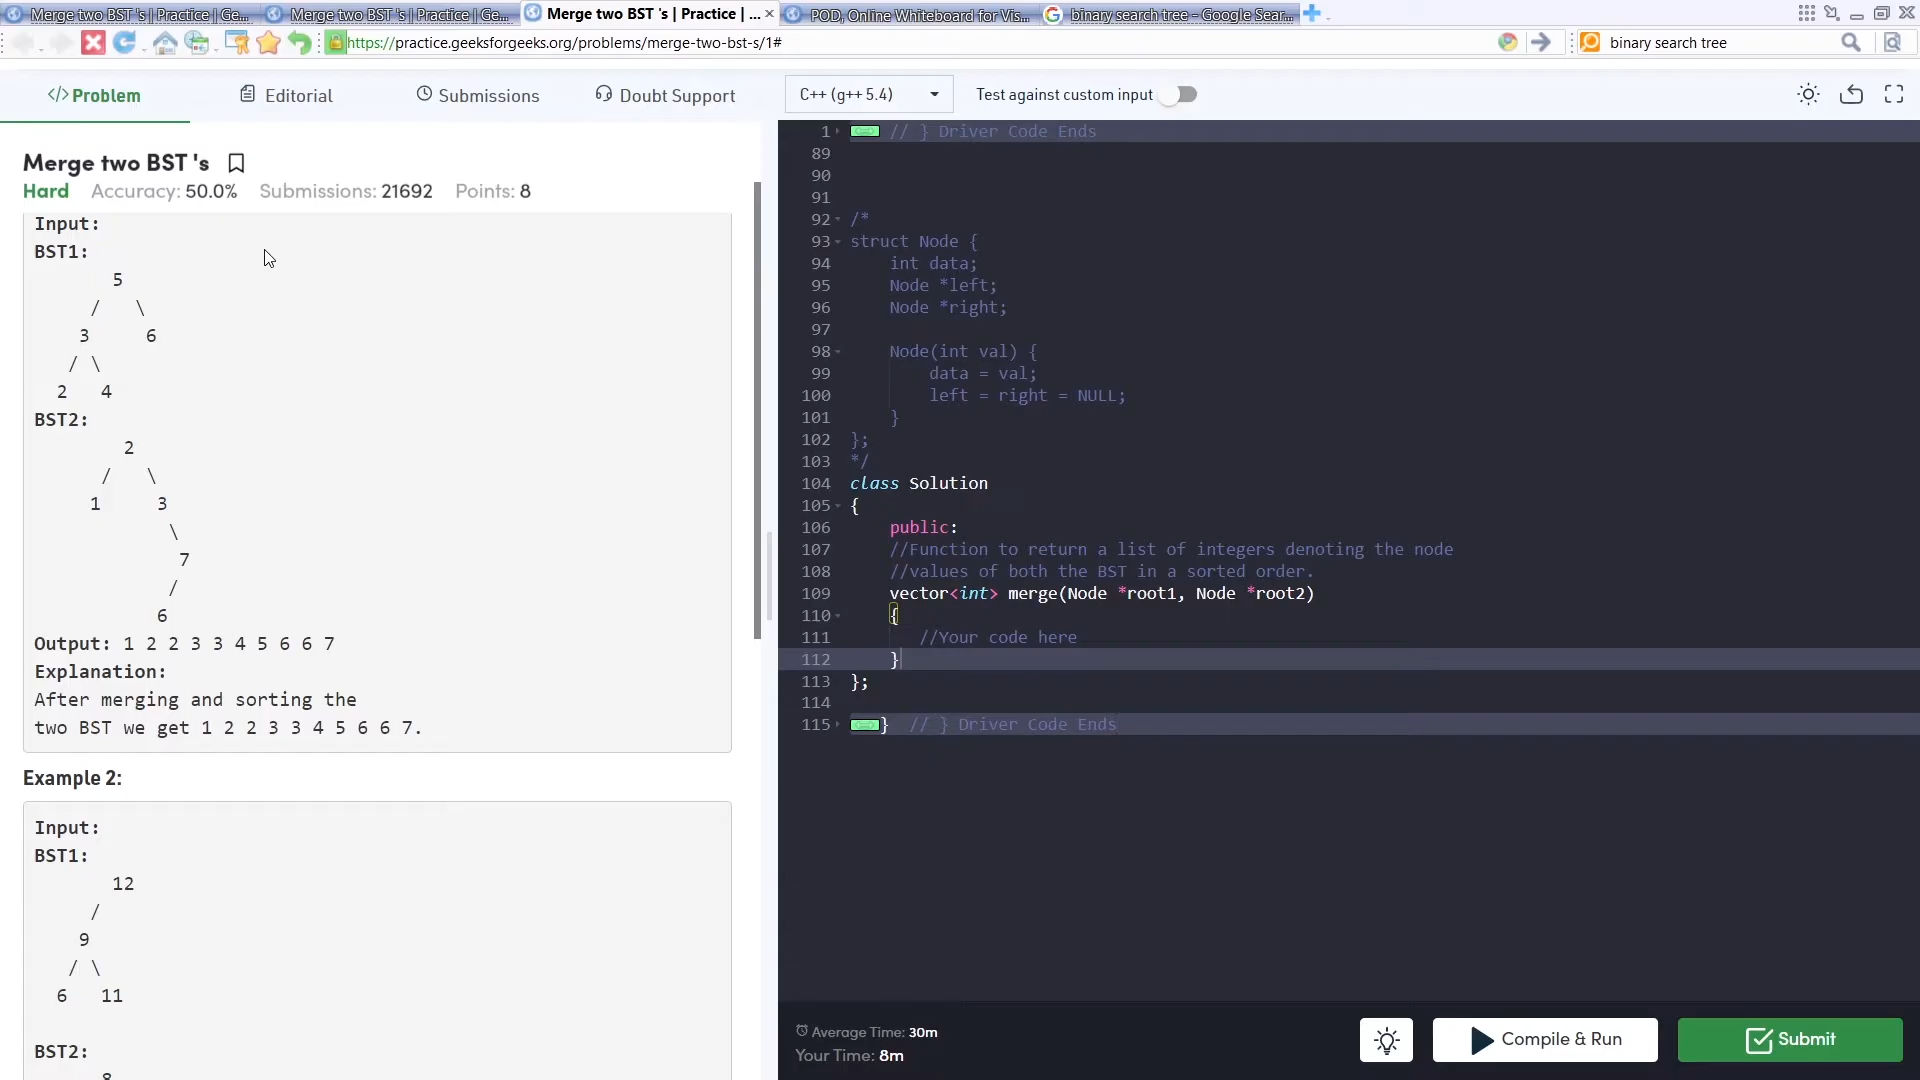 Merge two BST 's | Practice | Ge...
Merge two BST 's | Practice | Ge...
Merge two BST 's | Practice | ...
POD, Online Whiteboard for Vis...
binary search tree - Google Sear...
https://practice.geeksforgeeks.org/problems/merge-two-bst-s/1#
binary search tree
</>Problem
Editorial
Submissions
Doubt Support
C++ (g++ 5.4)
Test against custom input
Merge two BST 's
Hard Accuracy: 50.0% Submissions: 21692 Points: 8
Input:
BST1:
5
/ \
3 6
/ \
2 4
BST2:
2
/ \
1 3
\
7
/
6
Output: 1 2 2 3 3 4 5 6 6 7
Explanation:
After merging and sorting the
two BST we get 1 2 2 3 3 4 5 6 6 7.
Example 2:
Input:
BST1:
12
/
9
/ \
6 11
BST2:
8
1 // } Driver Code Ends
89
90
91
92 /*
93 struct Node {
94 int data;
95 Node *left;
96 Node *right;
97
98 Node(int val) {
99 data = val;
100 left = right = NULL;
101 }
102 };
103 */
104 class Solution
105 {
106 public:
107 //Function to return a list of integers denoting the node
108 //values of both the BST in a sorted order.
109 vector<int> merge(Node *root1, Node *root2)
110 {
111 //Your code here
112 }
113 };
114
115 } // } Driver Code Ends
Average Time: 30m
Your Time: 8m
Compile & Run
Submit